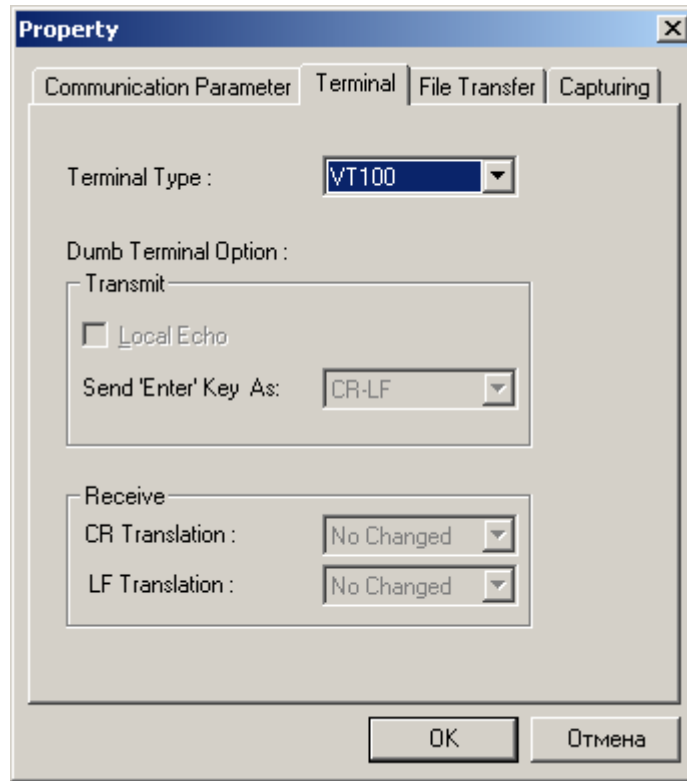 Property
Communication Parameter Terminal File Transfer Capturing
Terminal Type : VT100
Dumb Terminal Option :
Transmit
Local Echo
Send 'Enter' Key As: CR-LF
Receive
CR Translation : No Changed
LF Translation : No Changed
OK Отмена